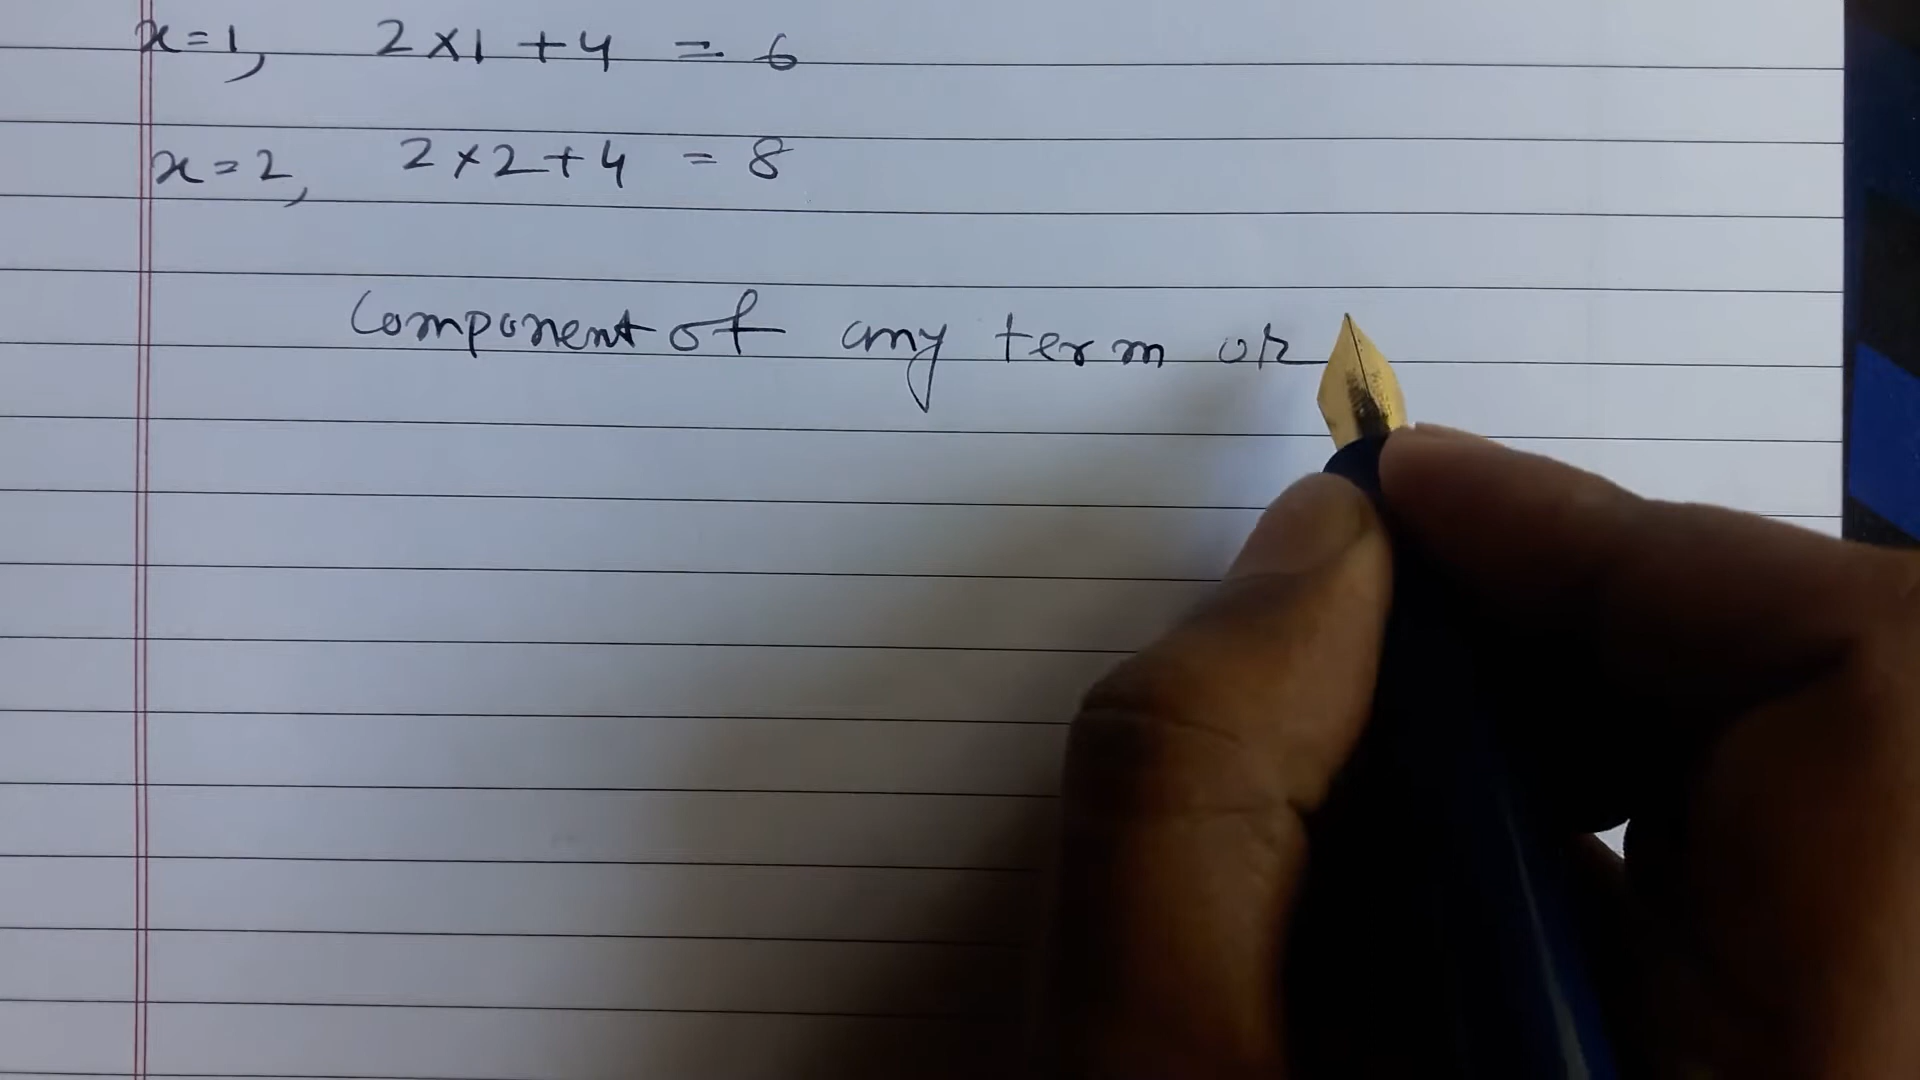 x=1, 2×1+4 = 6
x=2, 2×2+4 = 8
Component of any term or